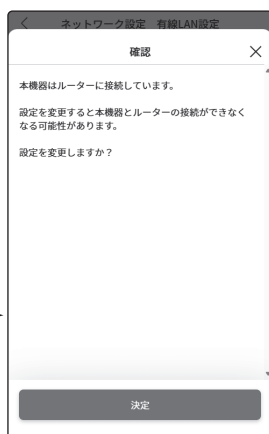 ネットワーク設定　有線LAN設定
確認
本機器はルーターに接続しています。
設定を変更すると本機器とルーターの接続ができなく
なる可能性があります。
設定を変更しますか？
決定